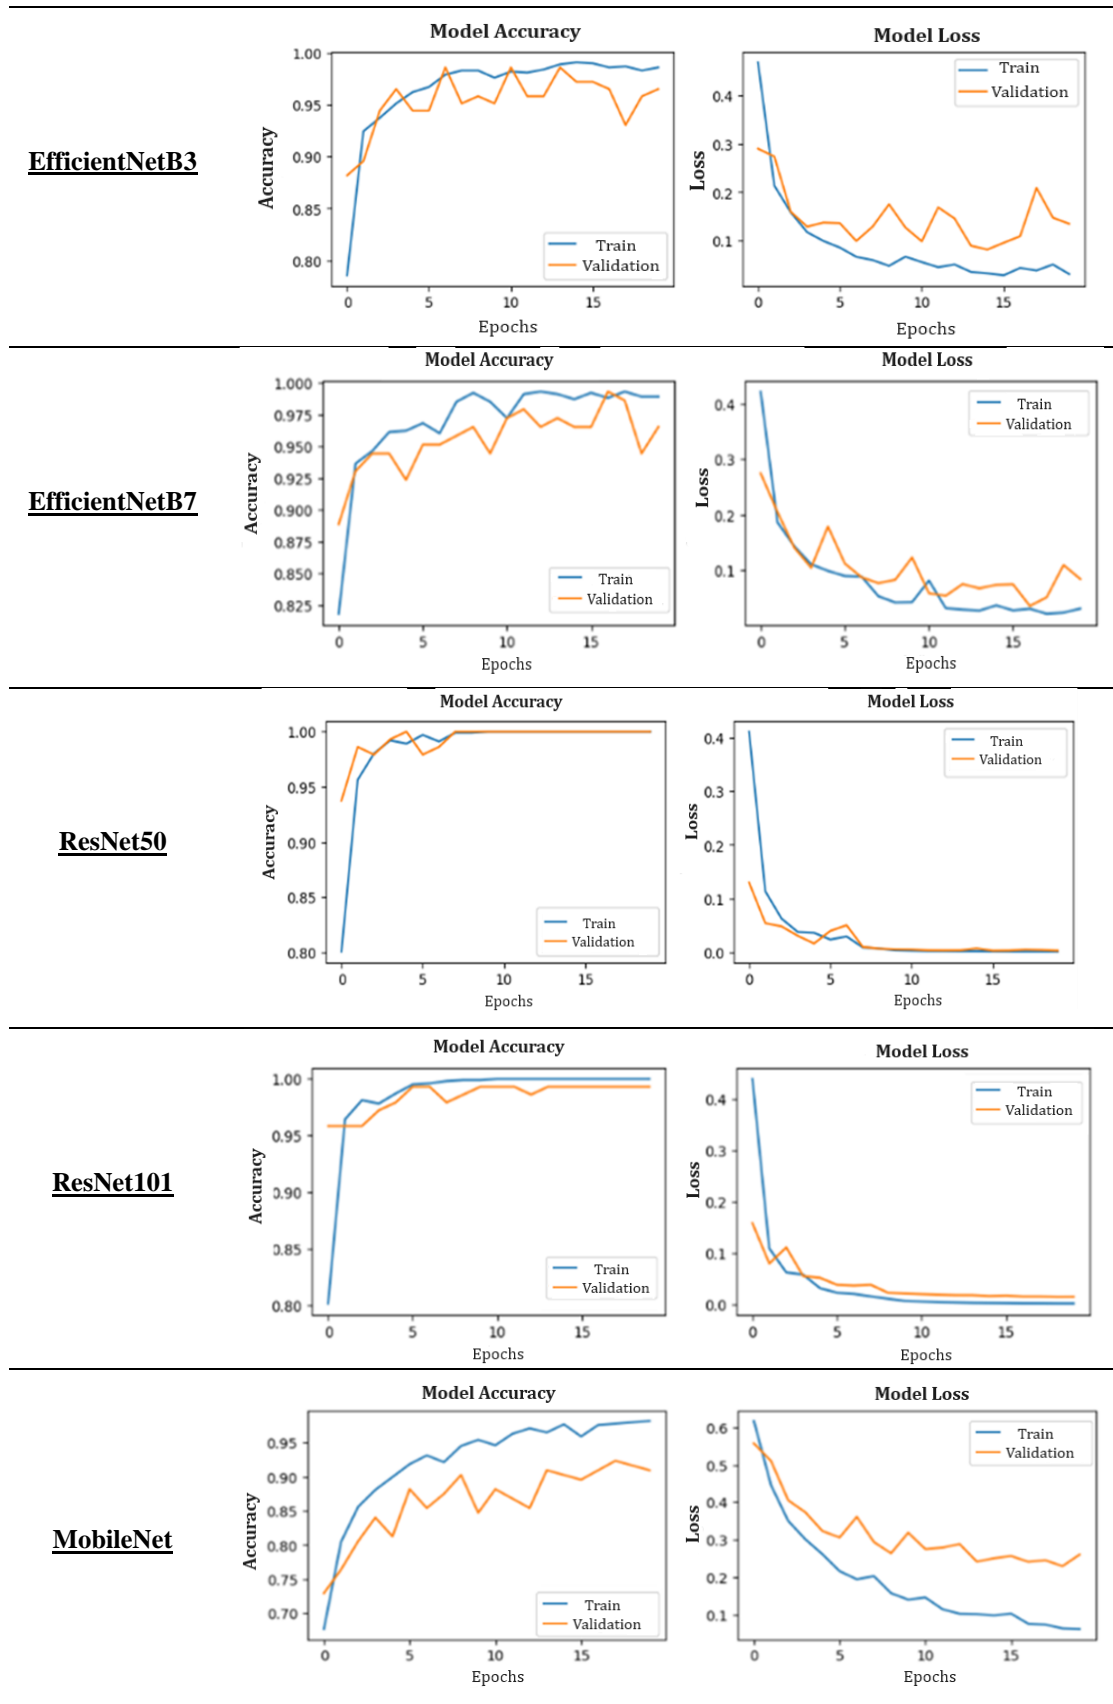 Model Accuracy
Model Loss
EfficientNetB3
Accuracy
1.00
0.95
0.90
0.85
0.80
0 5 10 15
Epochs
Train
Validation
Loss
0.4
0.3
0.2
0.1
0 5 10 15
Epochs
Train
Validation
Model Accuracy
Model Loss
EfficientNetB7
Accuracy
1.000
0.975
0.950
0.925
0.900
0.875
0.850
0.825
0 5 10 15
Epochs
Train
Validation
Loss
0.4
0.3
0.2
0.1
0 5 10 15
Epochs
Train
Validation
Model Accuracy
Model Loss
ResNet50
Accuracy
1.00
0.95
0.90
0.85
0.80
0 5 10 15
Epochs
Train
Validation
Loss
0.4
0.3
0.2
0.1
0.0
0 5 10 15
Epochs
Train
Validation
Model Accuracy
Model Loss
ResNet101
Accuracy
1.00
0.95
0.90
0.85
0.80
0 5 10 15
Epochs
Train
Validation
Loss
0.4
0.3
0.2
0.1
0.0
0 5 10 15
Epochs
Train
Validation
Model Accuracy
Model Loss
MobileNet
Accuracy
0.95
0.90
0.85
0.80
0.75
0.70
0 5 10 15
Epochs
Train
Validation
Loss
0.6
0.5
0.4
0.3
0.2
0.1
0 5 10 15
Epochs
Train
Validation